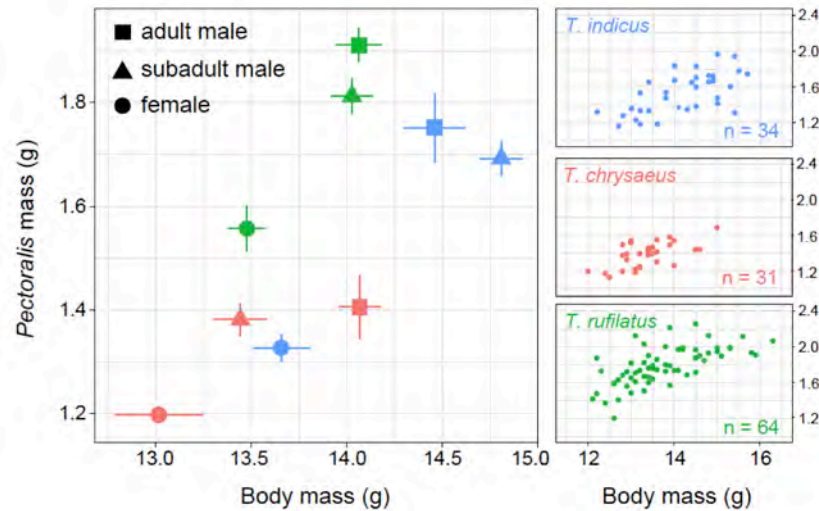 adult male
subadult male
female
Pectoralis mass (g)
1.8
1.6
1.4
1.2
13.0 13.5 14.0 14.5 15.0
Body mass (g)
T. indicus
n = 34
2.4
2.0
1.6
1.2
T. chrysaeus
n = 31
2.4
2.0
1.6
1.2
T. rufilatus
n = 64
2.4
2.0
1.6
1.2
12 14 16
Body mass (g)